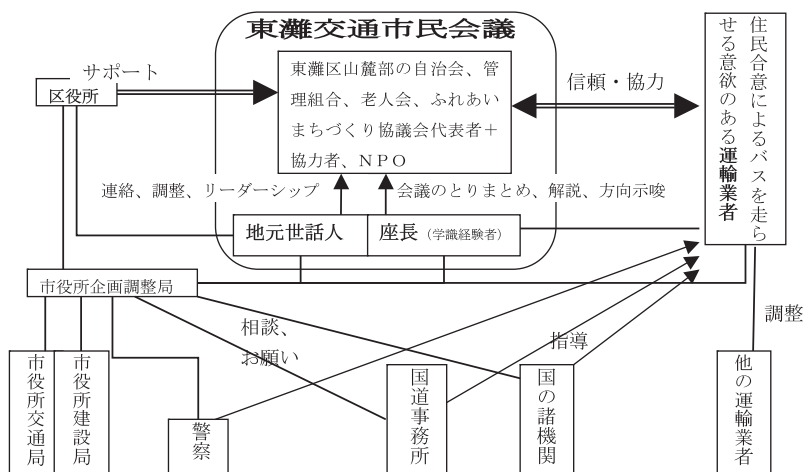 東灘交通市民会議
サポート
区役所
東灘区山麓部の自治会、管
理組合、老人会、ふれあい
まちづくり協議会代表者＋
協力者、NPO
信頼・協力
住民合意によるバスを走ら
せる意欲のある運輸業者
連絡、調整、リーダーシップ
会議のとりまとめ、解説、方向示唆
地元世話人
座長（学識経験者）
市役所企画調整局
相談、
お願い
指導
調整
市役所交通局
市役所建設局
警察
国道事務所
国の諸機関
他の運輸業者